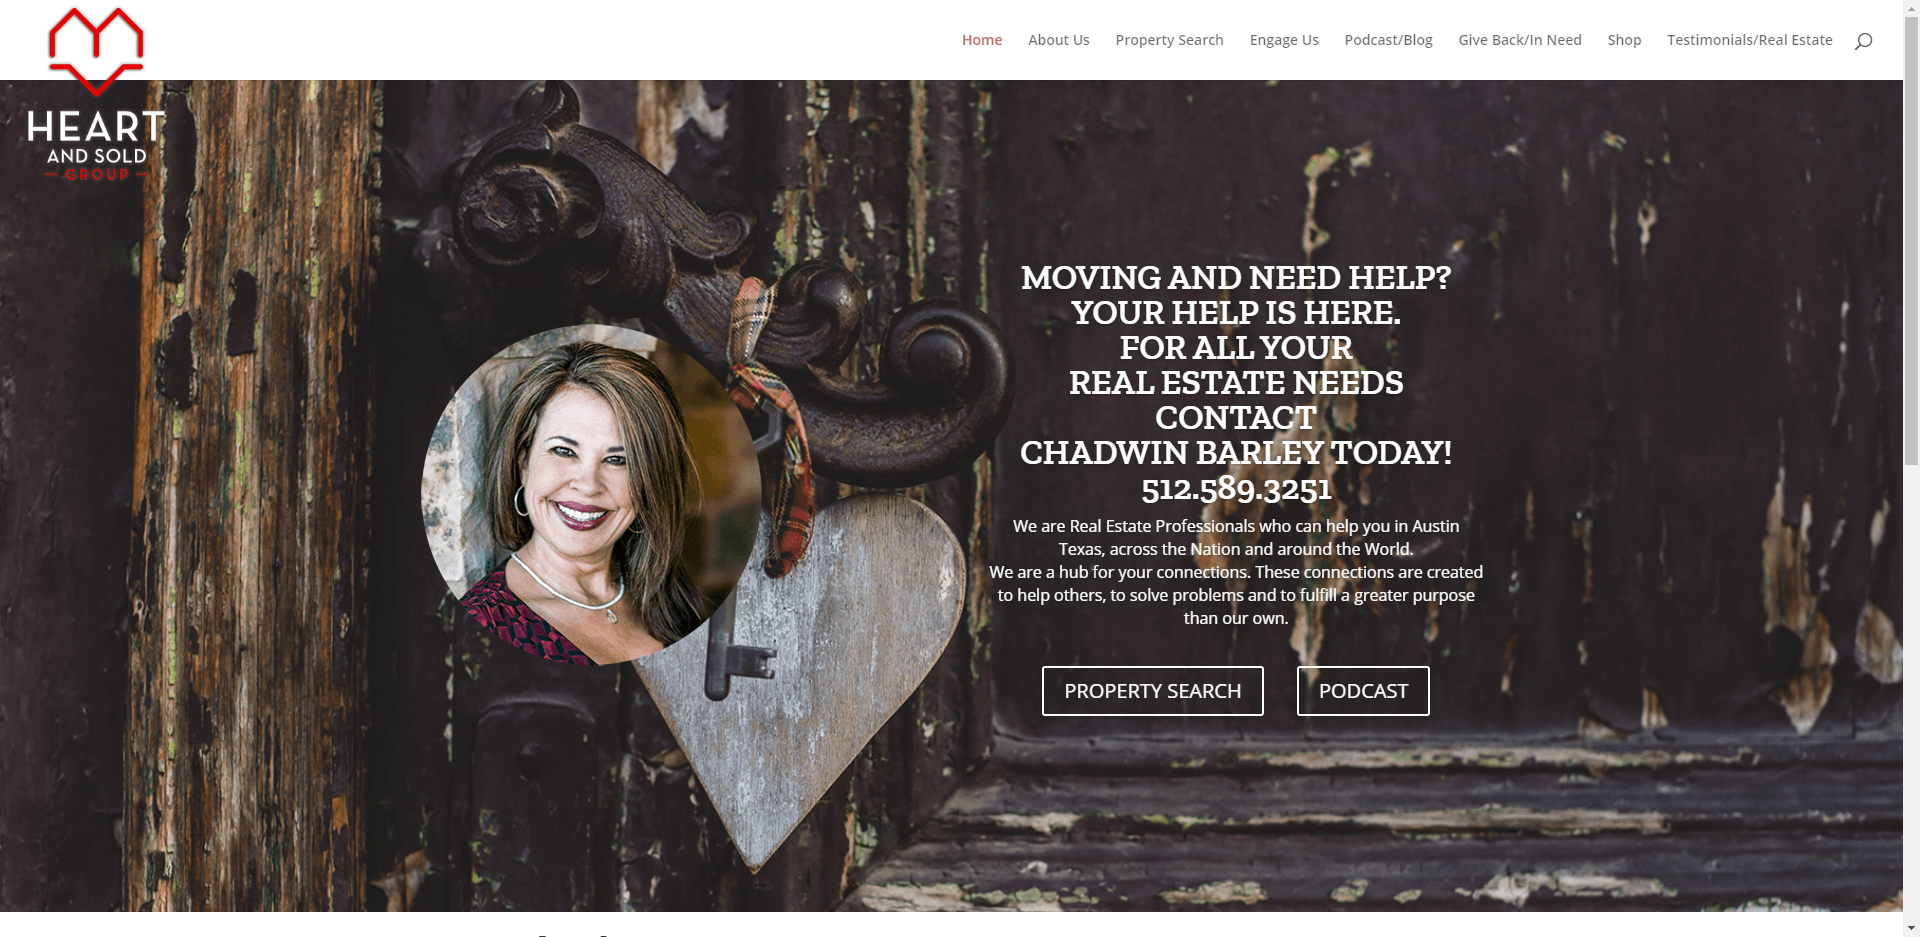 HEART
AND SOLD
GROUP
Home About Us Property Search Engage Us Podcast/Blog Give Back/In Need Shop Testimonials/Real Estate
MOVING AND NEED HELP?
YOUR HELP IS HERE.
FOR ALL YOUR
REAL ESTATE NEEDS
CONTACT
CHADWIN BARLEY TODAY!
512.589.3251
We are Real Estate Professionals who can help you in Austin
Texas, across the Nation and around the World.
We are a hub for your connections. These connections are created
to help others, to solve problems and to fulfill a greater purpose
than our own.
PROPERTY SEARCH PODCAST